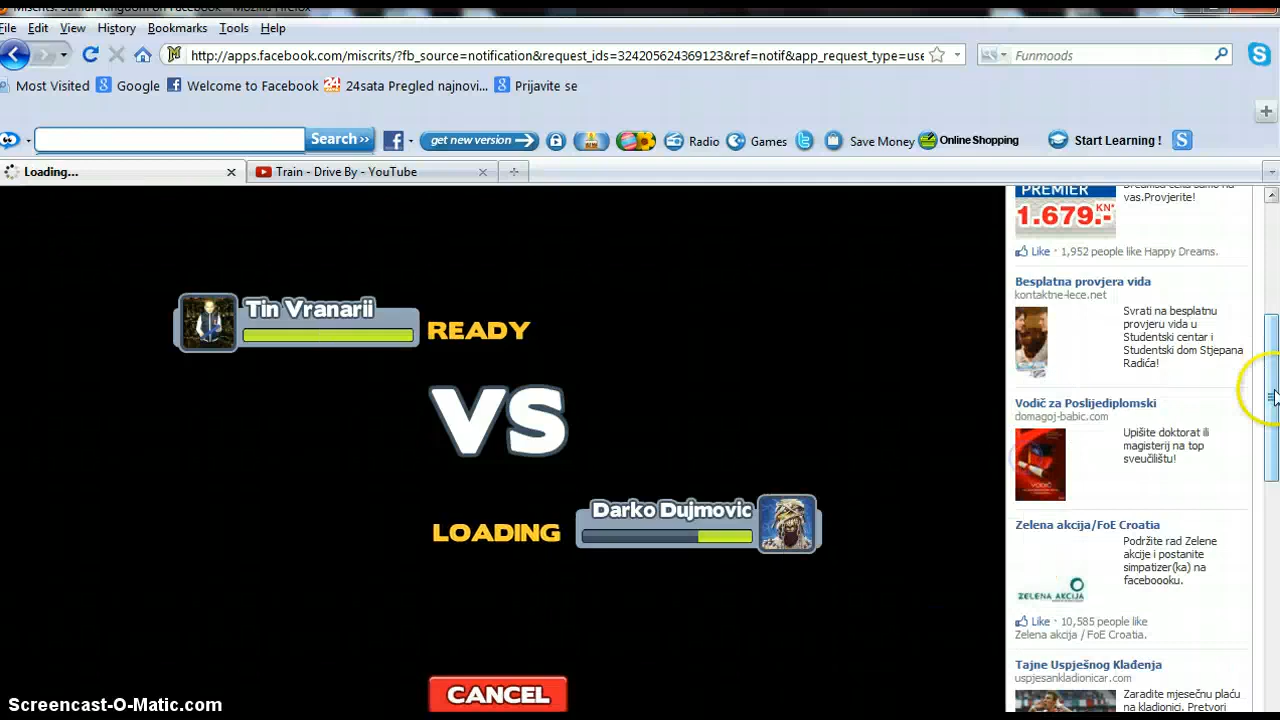 Miscrits: Sunfall Kingdom on Facebook - Mozilla Firefox
File Edit View History Bookmarks Tools Help
http://apps.facebook.com/miscrits/?fb_source=notification&request_ids=324205624369123&ref=notif&app_request_type=use
Funmoods
Most Visited Google Welcome to Facebook 24sata Pregled najnovi... Prijavite se
Search >> get new version Radio Games Save Money Online Shopping Start Learning !
Loading... Train - Drive By - YouTube
PREMIER
1.679.- KN*
vas.Provjerite!
Like · 1,952 people like Happy Dreams.
Besplatna provjera vida
kontaktne-lece.net
Svrati na besplatnu
provjeru vida u
Studentski centar i
Studentski dom Stjepana
Radića!
Vodič za Poslijediplomski
domagoj-babic.com
Upišite doktorat ili
magisterij na top
sveučilištu!
Zelena akcija/FoE Croatia
Podržite rad Zelene
akcije i postanite
simpatizer(ka) na
faceboooku.
ZELENA AKCIJA
Like · 10,585 people like
Zelena akcija / FoE Croatia.
Tajne Uspješnog Klađenja
uspjesankladionicar.com
Zaradite mjesečnu plaću
na kladionici. Pretvori
Tin Vranarii
READY
VS
LOADING
Darko Dujmovic
CANCEL
Screencast-O-Matic.com